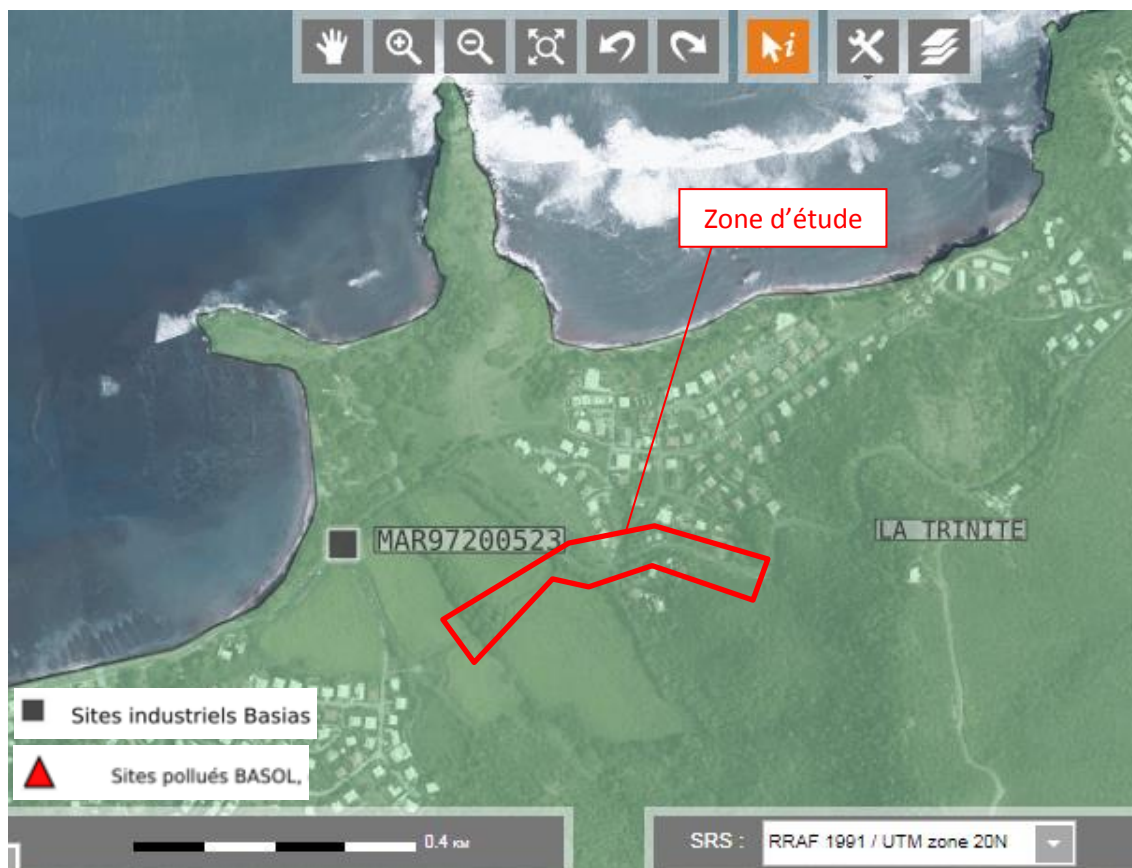 Zone d'étude
MAR97200523
LA TRINITE
Sites industriels Basias
Sites pollués BASOL,
0.4 KM
SRS :
RRAF 1991 / UTM zone 20N